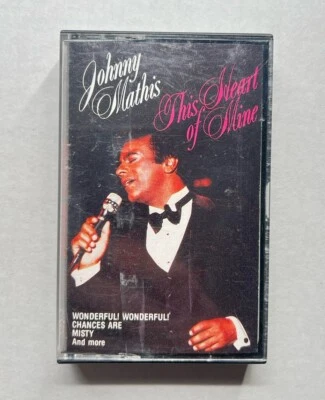 Johnny
Mathis
This Heart
of Mine
WONDERFUL! WONDERFUL!
CHANCES ARE
MISTY
And more